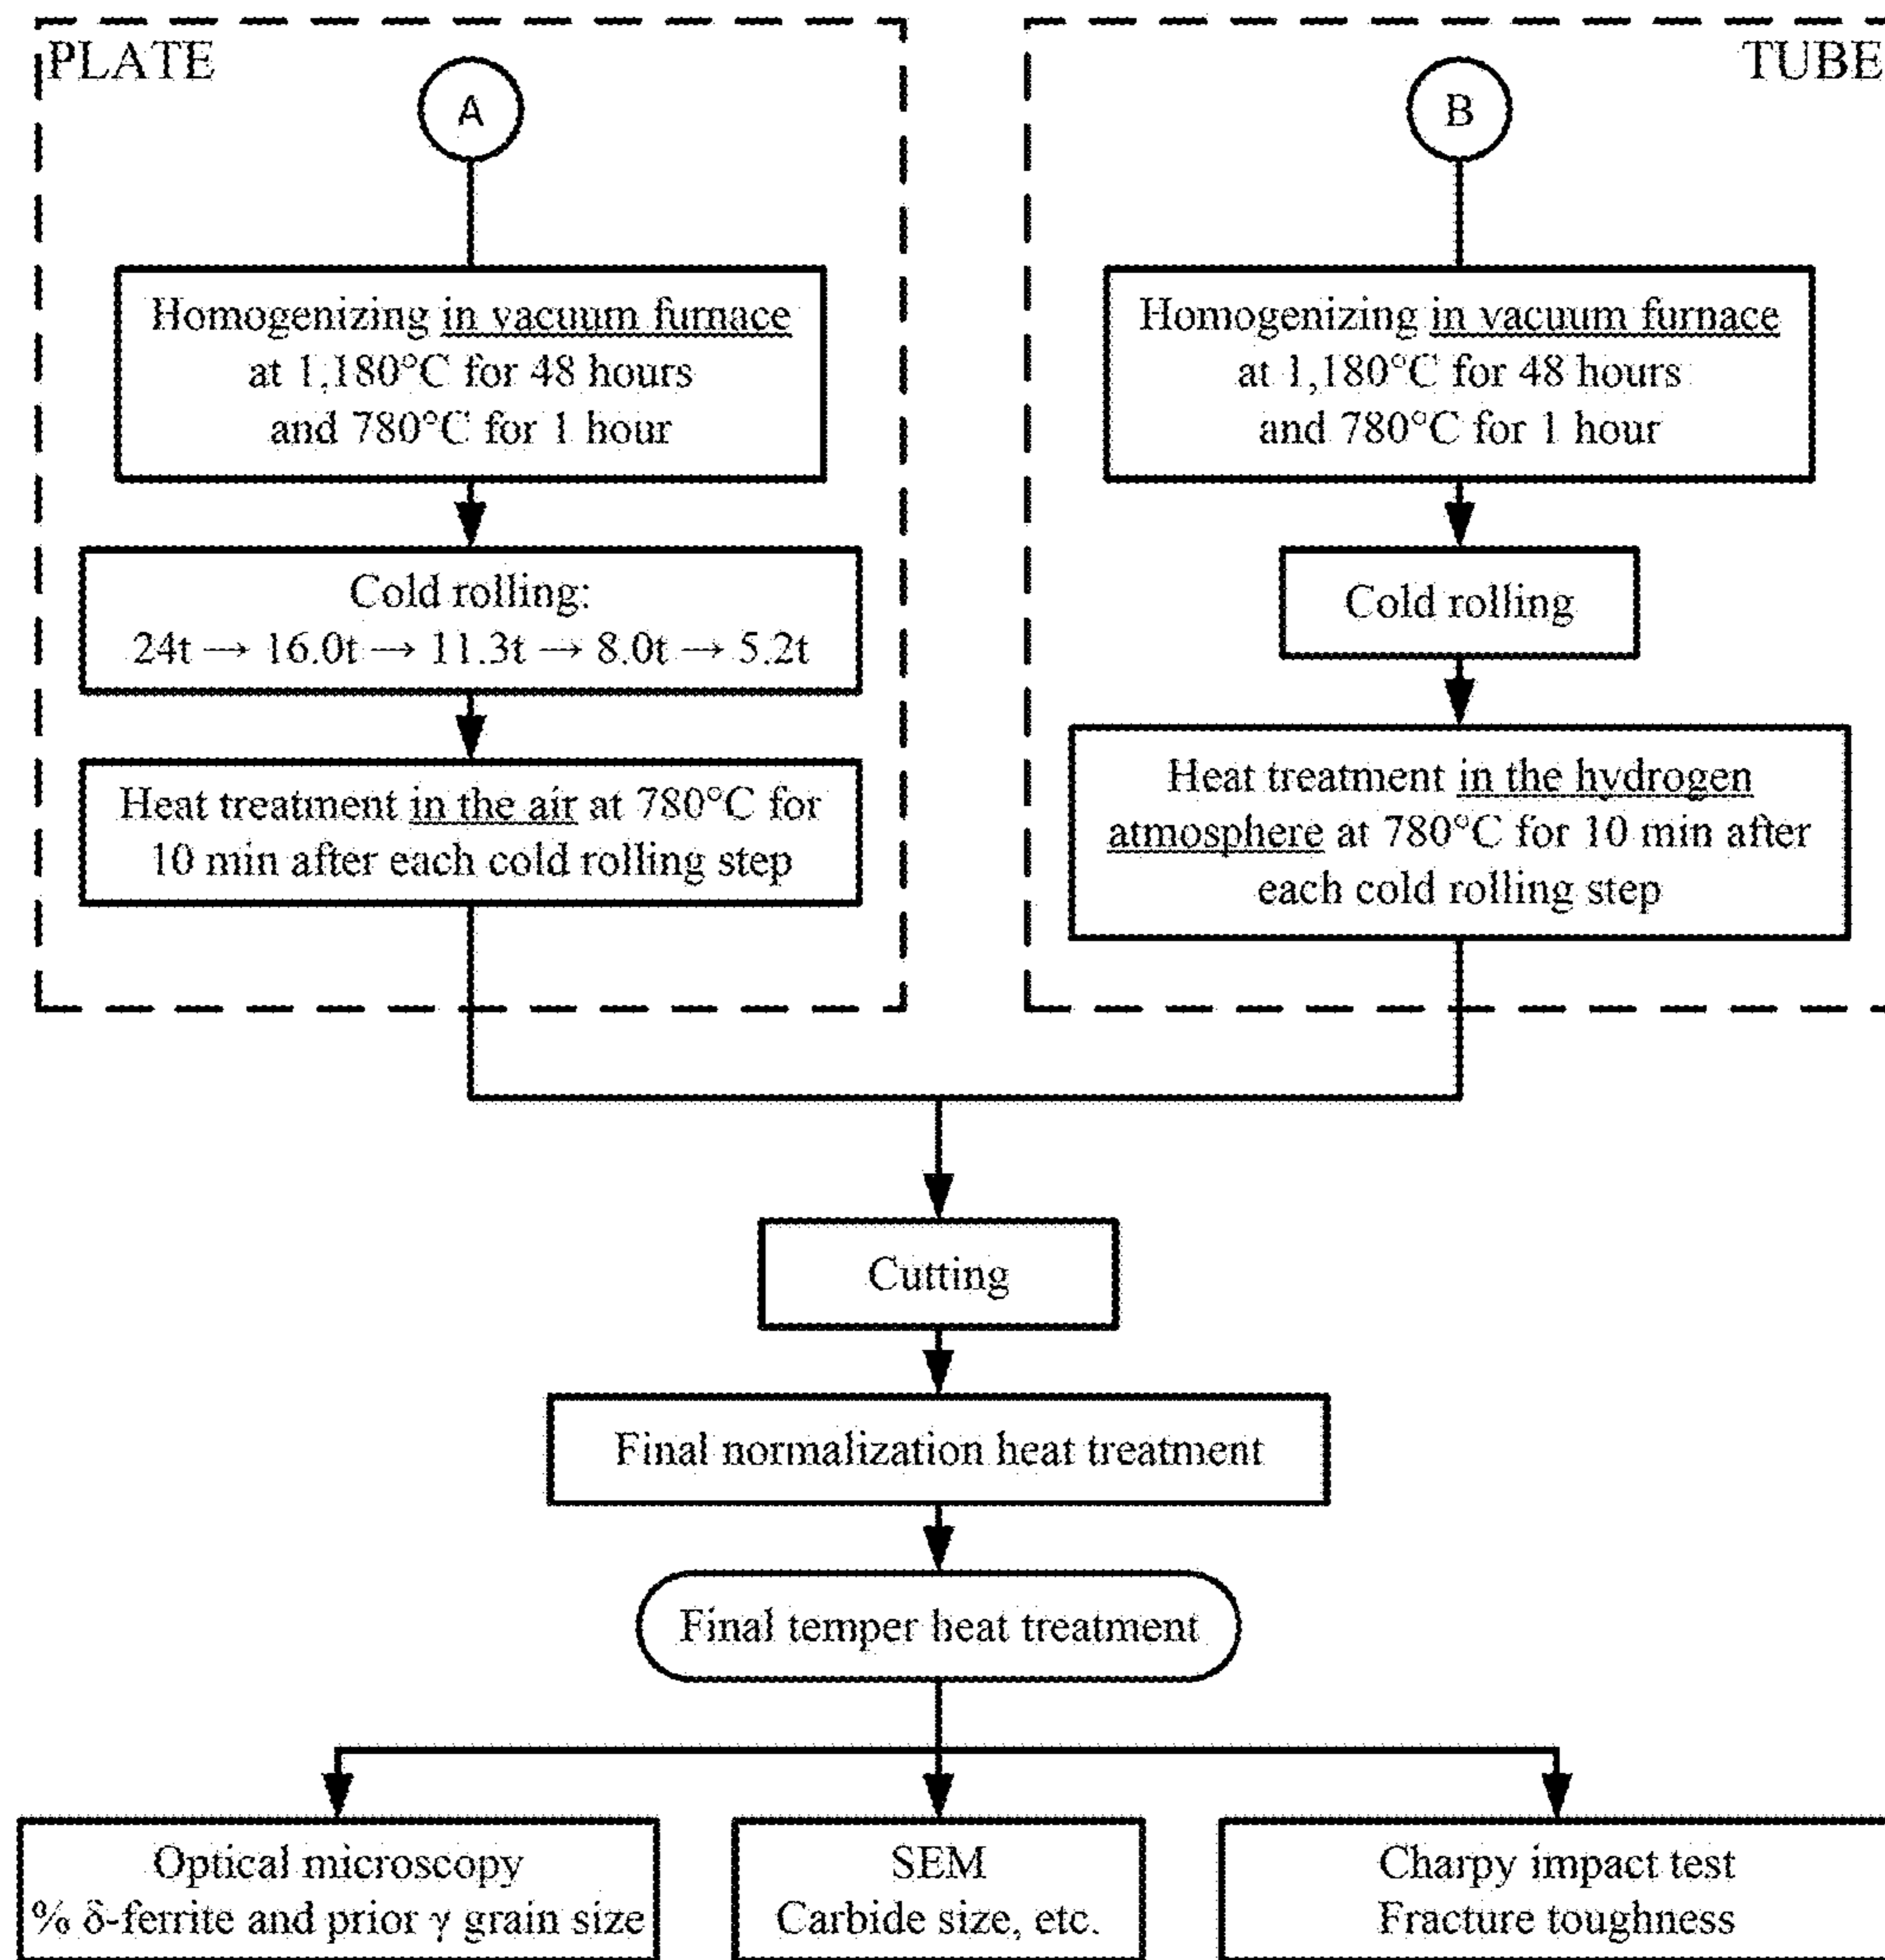 PLATE
A
Homogenizing in vacuum furnace
at 1,180°C for 48 hours
and 780°C for 1 hour
Cold rolling:
24t → 16.0t → 11.3t → 8.0t → 5.2t
Heat treatment in the air at 780°C for
10 min after each cold rolling step
TUBE
B
Homogenizing in vacuum furnace
at 1,180°C for 48 hours
and 780°C for 1 hour
Cold rolling
Heat treatment in the hydrogen
atmosphere at 780°C for 10 min after
each cold rolling step
Cutting
Final normalization heat treatment
Final temper heat treatment
Optical microscopy
% δ-ferrite and prior γ grain size
SEM
Carbide size, etc.
Charpy impact test
Fracture toughness